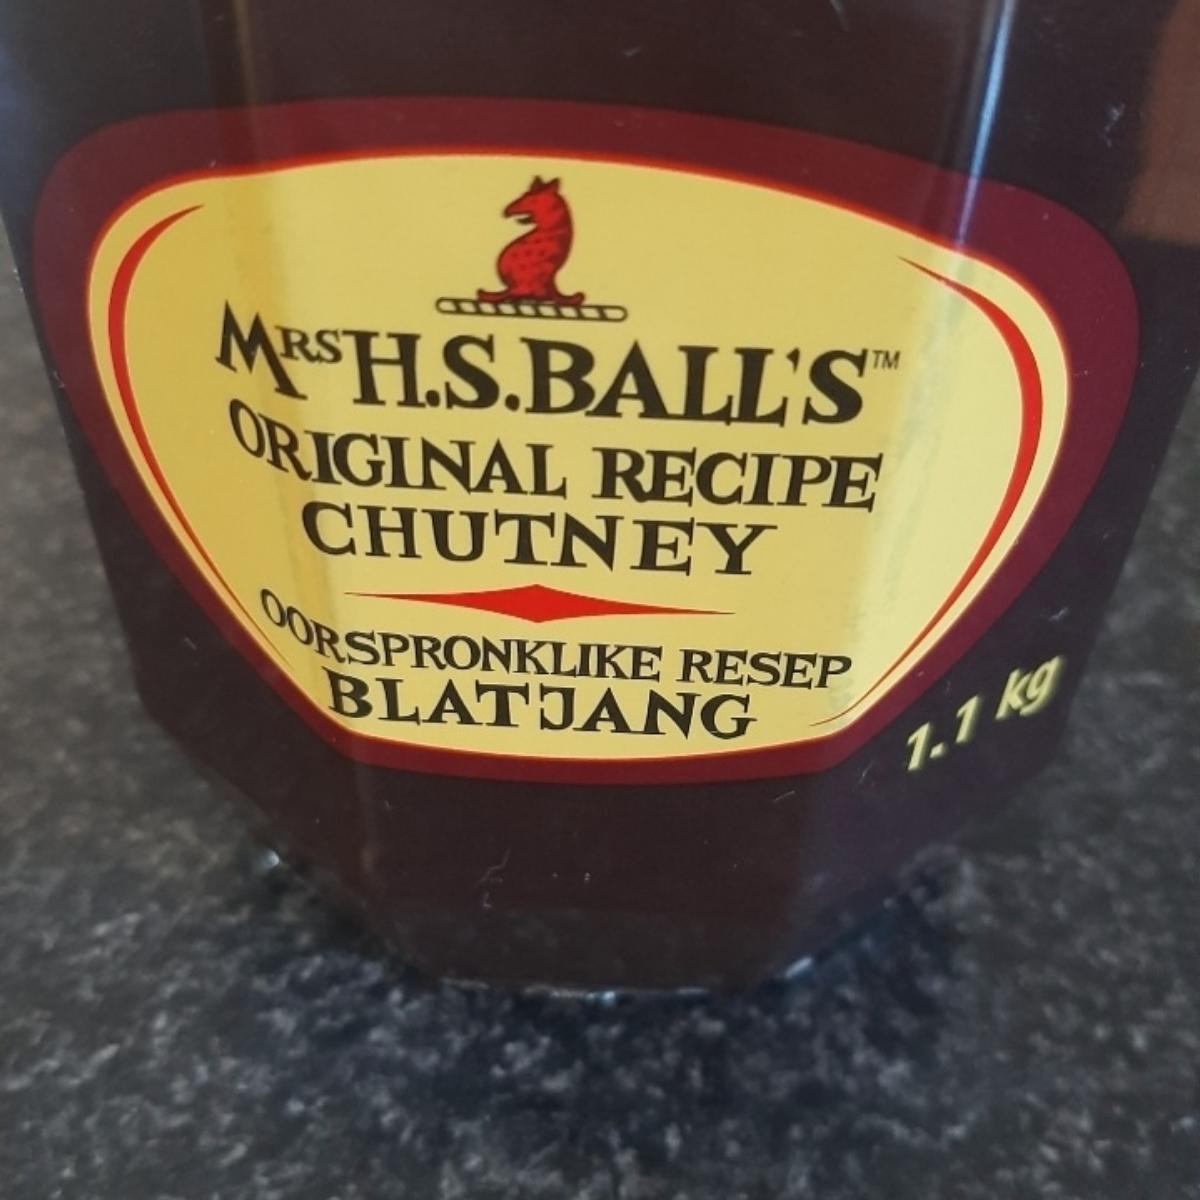 MRS H.S.BALL'S™
ORIGINAL RECIPE
CHUTNEY
OORSPRONKLIKE RESEP
BLATJANG
1.1 kg